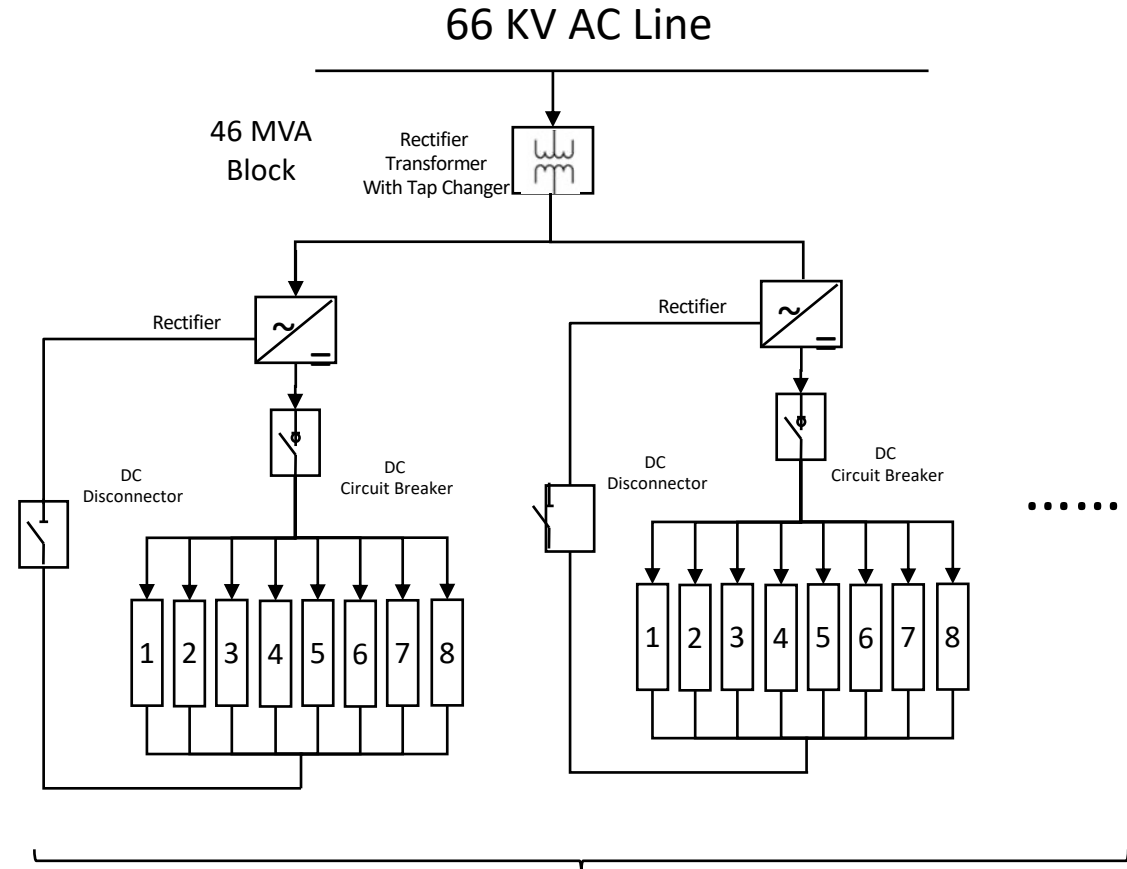 66 KV AC Line
46 MVA
Block
Rectifier
Transformer
With Tap Changer
Rectifier
Rectifier
DC
Disconnector
DC
Circuit Breaker
DC
Disconnector
DC
Circuit Breaker
......
1 2 3 4 5 6 7 8
1 2 3 4 5 6 7 8